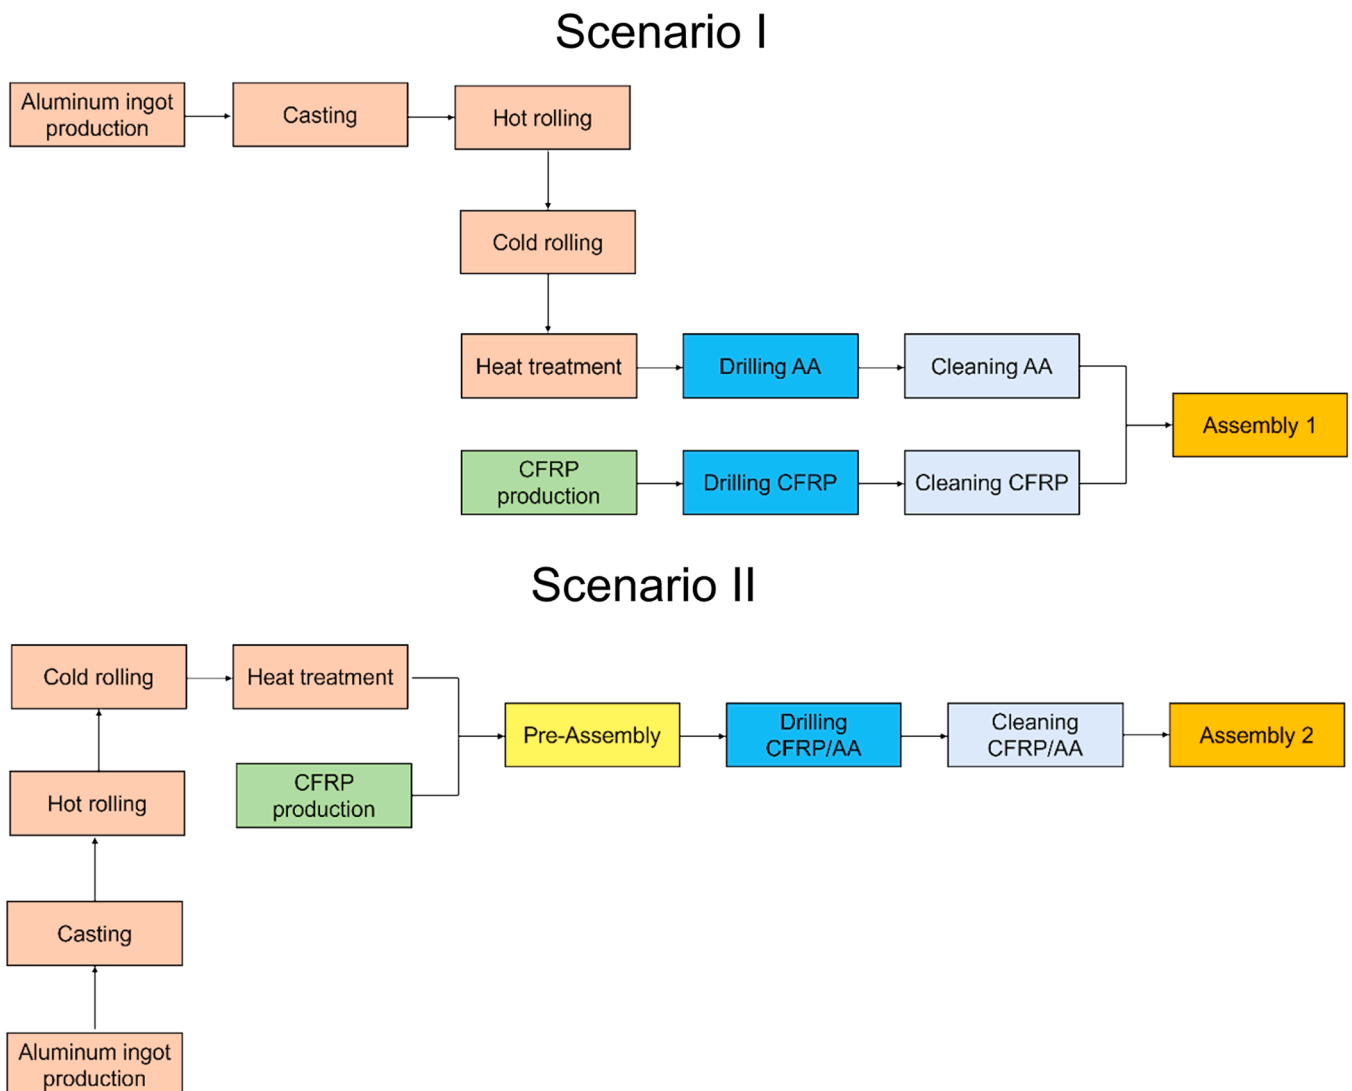 Scenario I
Aluminum ingot
production
Casting
Hot rolling
Cold rolling
Heat treatment
Drilling AA
Cleaning AA
Assembly 1
CFRP
production
Drilling CFRP
Cleaning CFRP
Scenario II
Cold rolling
Heat treatment
Pre-Assembly
Drilling
CFRP/AA
Cleaning
CFRP/AA
Assembly 2
CFRP
production
Hot rolling
Casting
Aluminum ingot
production